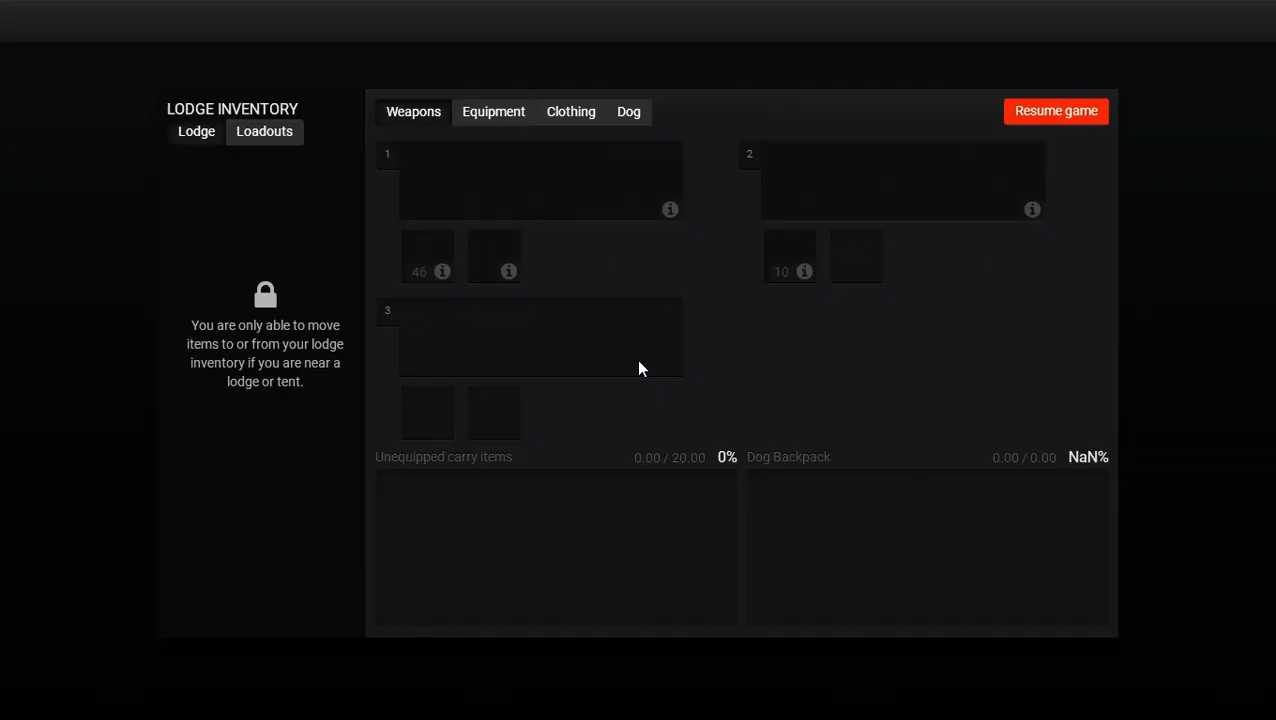 LODGE INVENTORY
Lodge Loadouts
Weapons Equipment Clothing Dog
Resume game
1
2
46
10
3
You are only able to move
items to or from your lodge
inventory if you are near a
lodge or tent.
Unequipped carry items 0.00 / 20.00 0%
Dog Backpack 0.00 / 0.00 NaN%